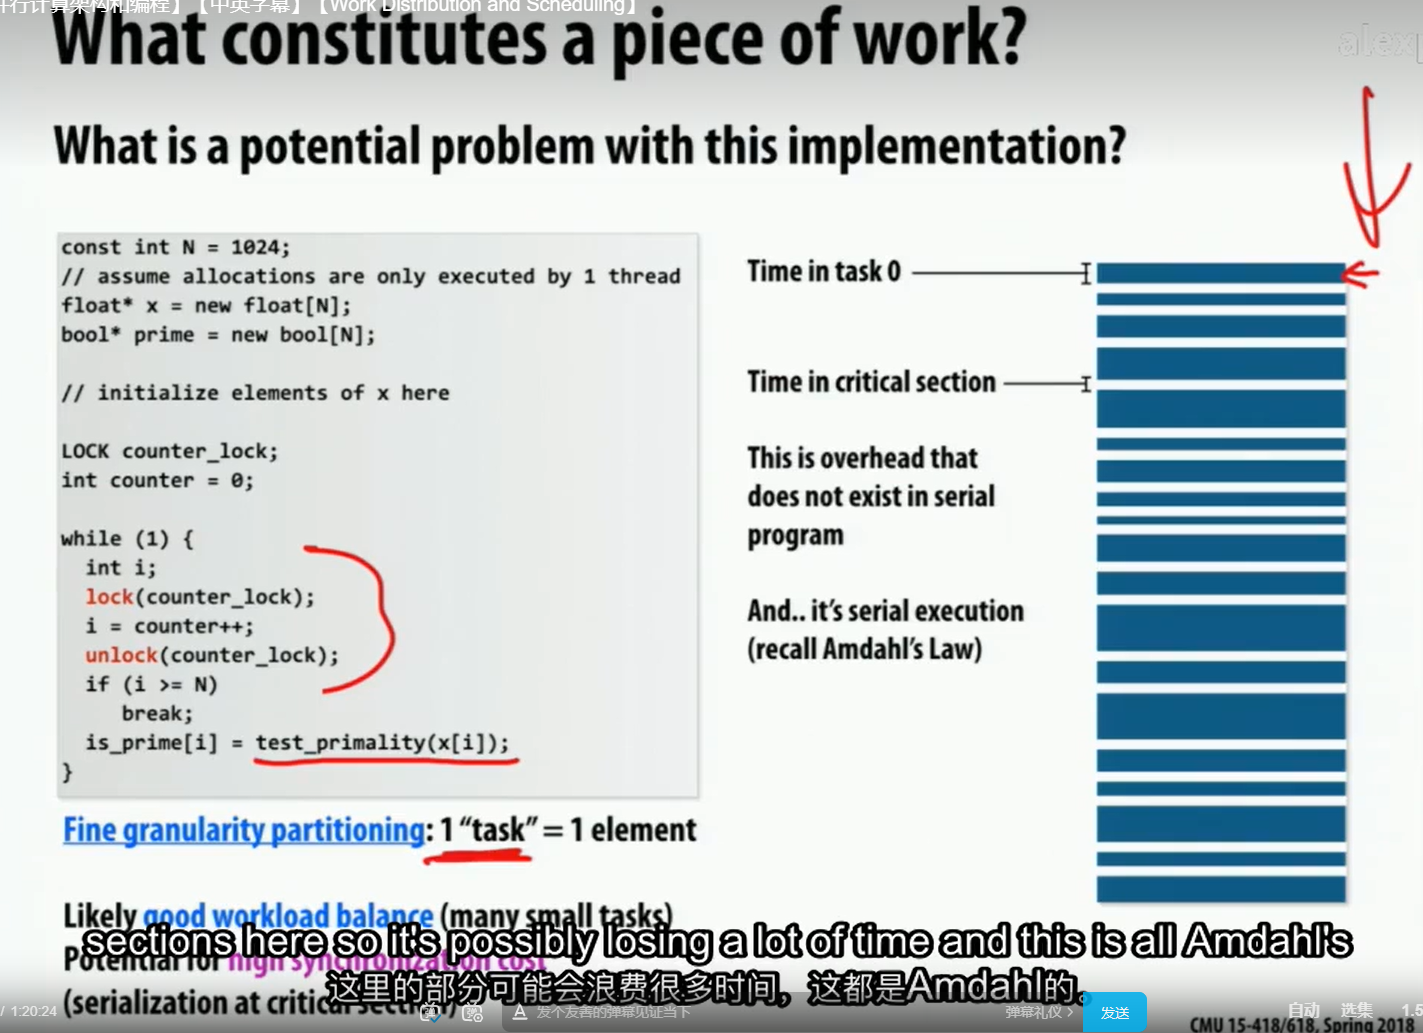 行计算架构和编程】【中英字幕】【Work Distribution and Scheduling】
What constitutes a piece of work?
What is a potential problem with this implementation?
const int N = 1024;
// assume allocations are only executed by 1 thread
float* x = new float[N];
bool* prime = new bool[N];
// initialize elements of x here
LOCK counter_lock;
int counter = 0;
while (1) {
int i;
lock(counter_lock);
i = counter++;
unlock(counter_lock);
if (i >= N)
break;
is_prime[i] = test_primality(x[i]);
}
Time in task 0
Time in critical section
This is overhead that
does not exist in serial
program
And.. it's serial execution
(recall Amdahl's Law)
Fine granularity partitioning: 1 “task” = 1 element
Likely good workload balance (many small tasks)
Potential for high synchronization cost
(serialization at critical section)
sections here so it's possibly losing a lot of time and this is all Amdahl's
这里的部分可能会浪费很多时间，这都是Amdahl的。
/ 1:20:24
发个友善的弹幕见证当下
弹幕礼仪 >
发送
自动
选集
1.5
CMU 15-418/618, Spring 2018